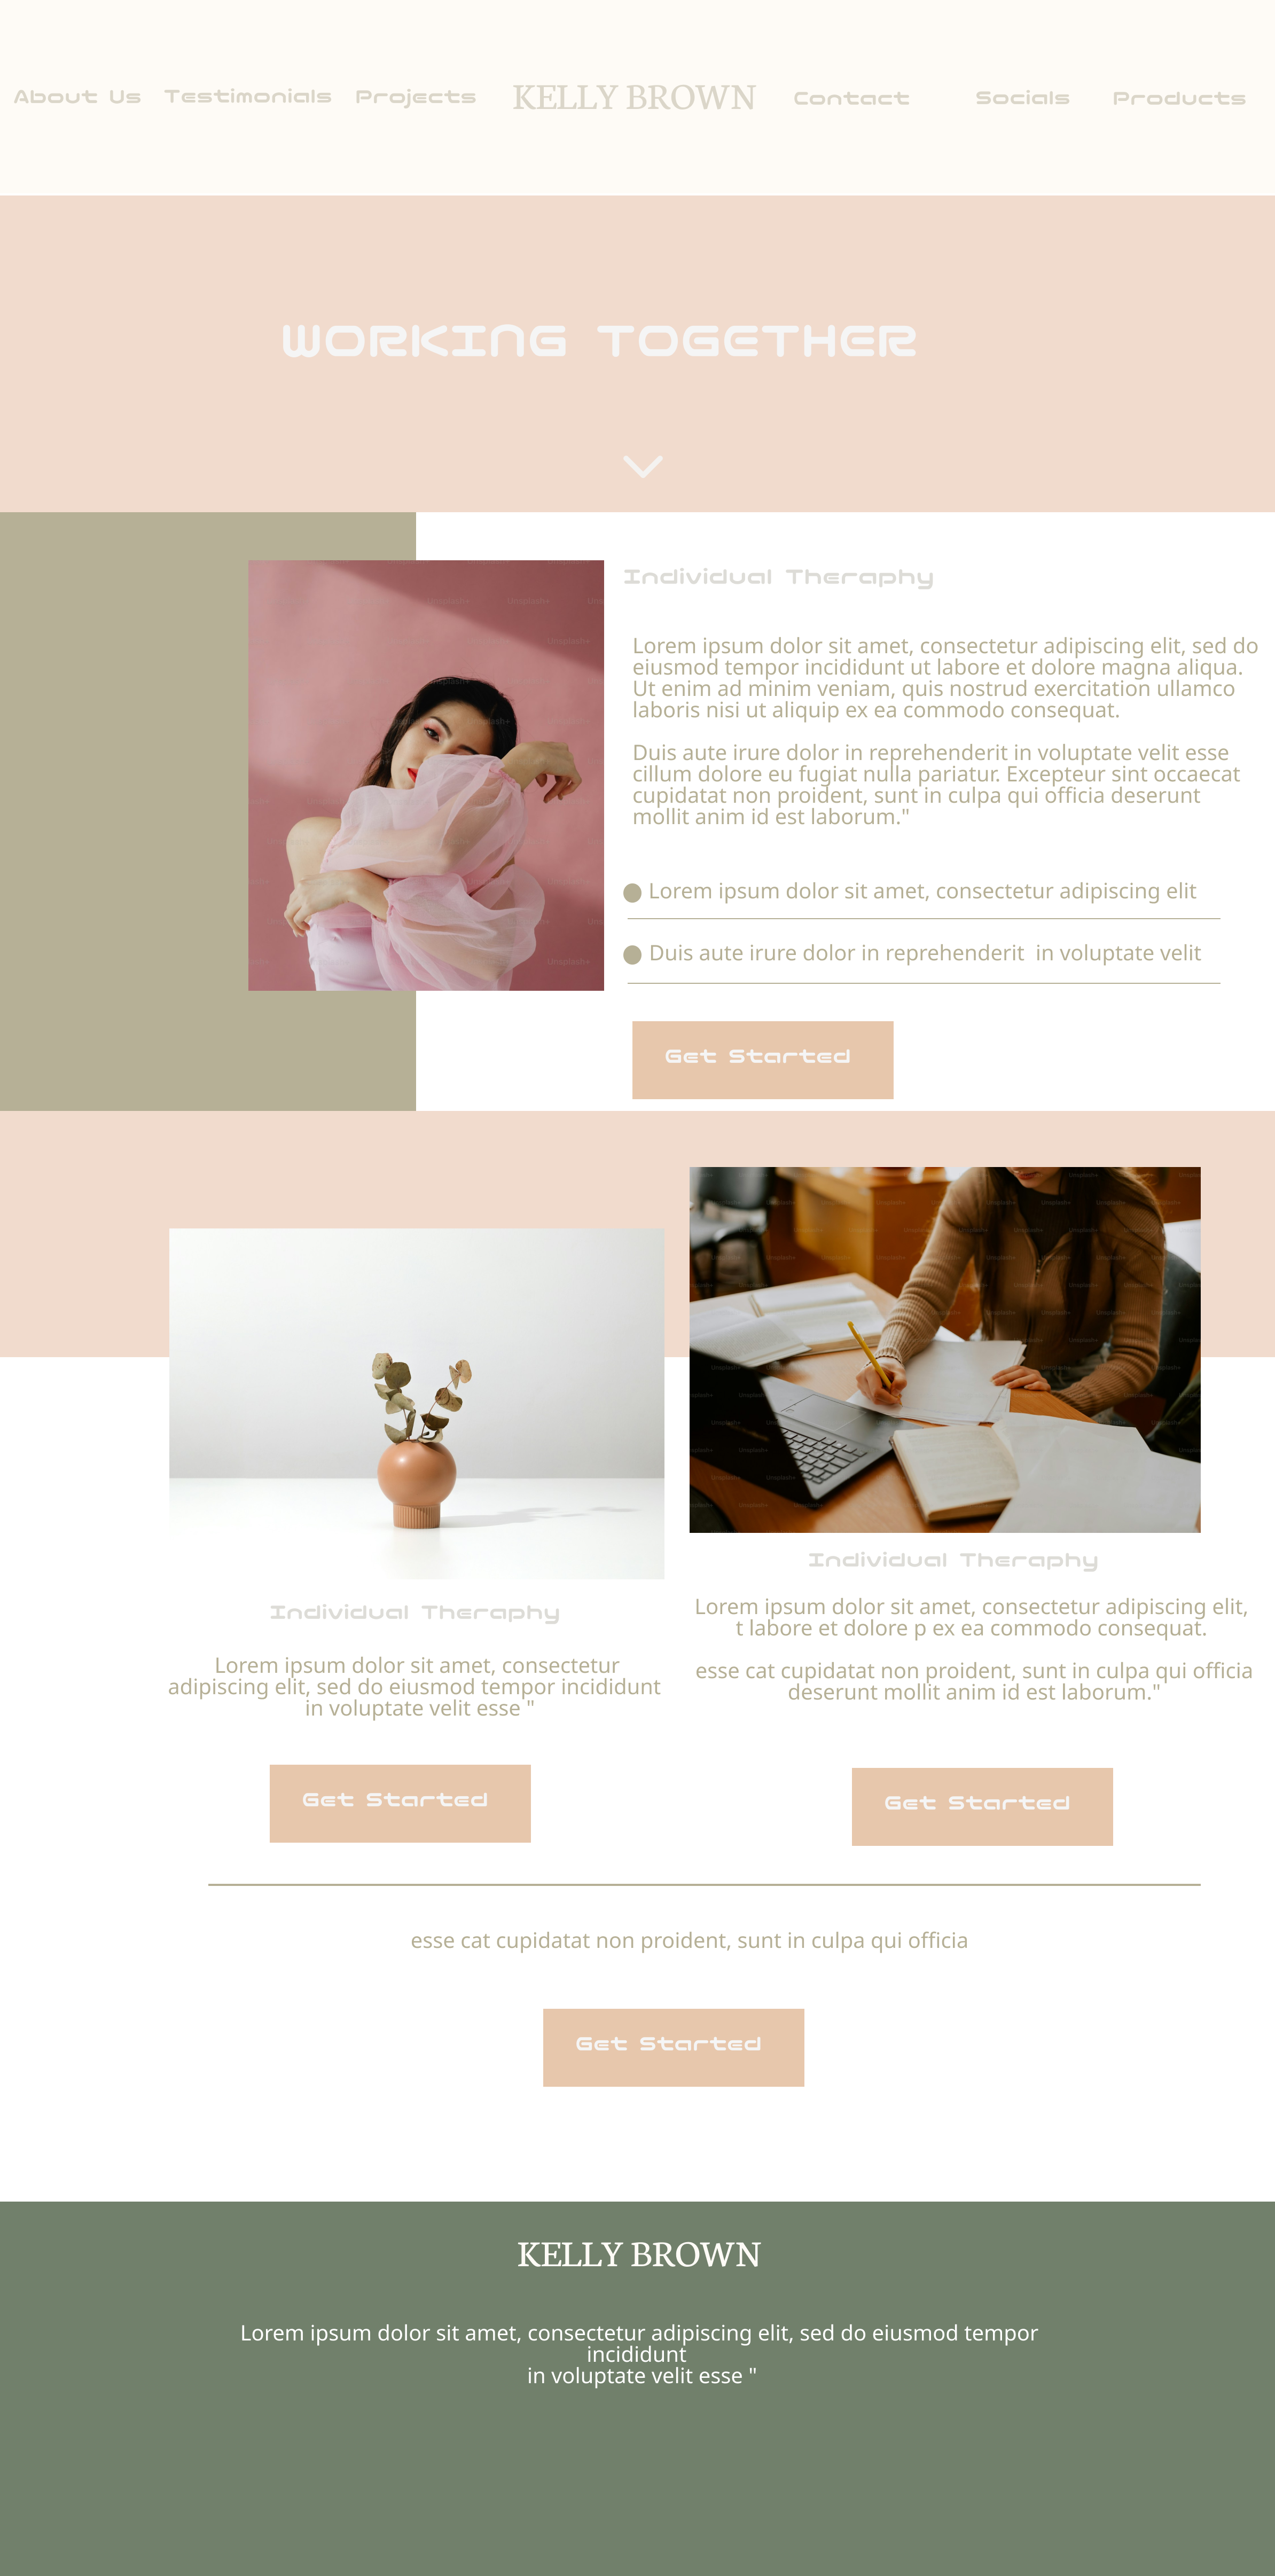 About Us Testimonials Projects KELLY BROWN Contact Socials Products
WORKING TOGETHER
Individual Theraphy
Lorem ipsum dolor sit amet, consectetur adipiscing elit, sed do
eiusmod tempor incididunt ut labore et dolore magna aliqua.
Ut enim ad minim veniam, quis nostrud exercitation ullamco
laboris nisi ut aliquip ex ea commodo consequat.
Duis aute irure dolor in reprehenderit in voluptate velit esse
cillum dolore eu fugiat nulla pariatur. Excepteur sint occaecat
cupidatat non proident, sunt in culpa qui officia deserunt
mollit anim id est laborum."
Lorem ipsum dolor sit amet, consectetur adipiscing elit
Duis aute irure dolor in reprehenderit in voluptate velit
Get Started
Individual Theraphy
Lorem ipsum dolor sit amet, consectetur
adipiscing elit, sed do eiusmod tempor incididunt
in voluptate velit esse "
Get Started
Individual Theraphy
Lorem ipsum dolor sit amet, consectetur adipiscing elit,
t labore et dolore p ex ea commodo consequat.
esse cat cupidatat non proident, sunt in culpa qui officia
deserunt mollit anim id est laborum."
Get Started
esse cat cupidatat non proident, sunt in culpa qui officia
Get Started
KELLY BROWN
Lorem ipsum dolor sit amet, consectetur adipiscing elit, sed do eiusmod tempor
incididunt
in voluptate velit esse "